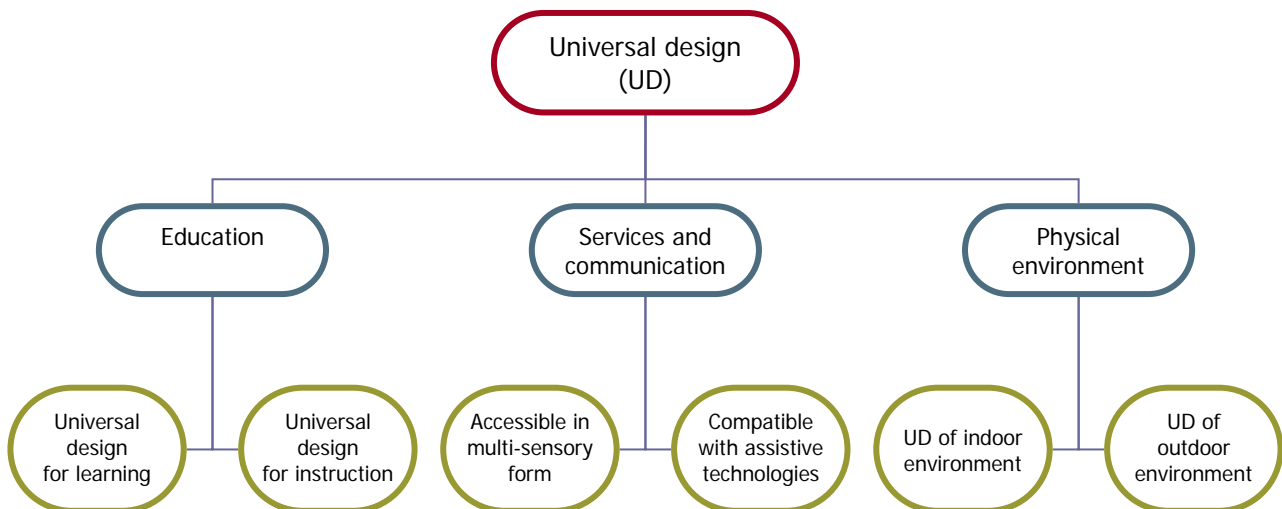 Universal design
(UD)
Education
Services and
communication
Physical
environment
Universal
design
for learning
Universal
design
for instruction
Accessible in
multi-sensory
form
Compatible
with assistive
technologies
UD of indoor
environment
UD of
outdoor
environment